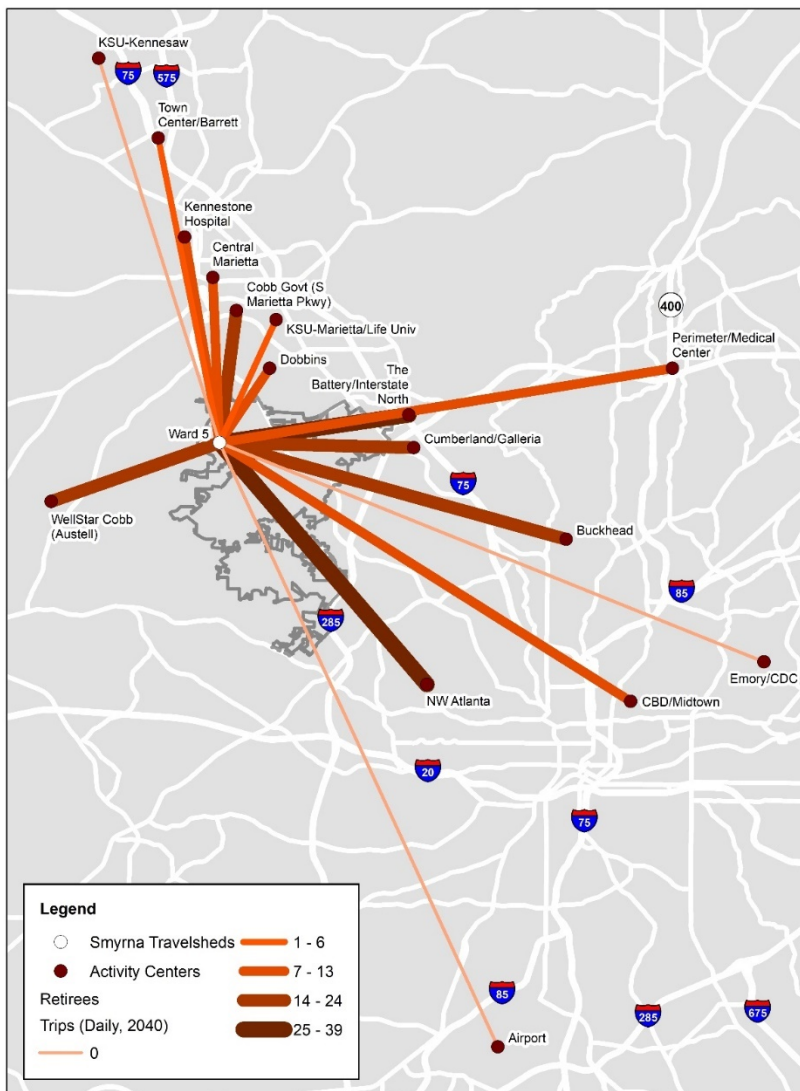 KSU-Kennesaw
75
575
Town
Center/Barrett
Kennestone
Hospital
Central
Marietta
Cobb Govt (S
Marietta Pkwy)
KSU-Marietta/Life Univ
400
Dobbins
The
Battery/Interstate
North
Perimeter/Medical
Center
Ward 5
Cumberland/Galleria
75
WellStar Cobb
(Austell)
Buckhead
85
285
Emory/CDC
NW Atlanta
CBD/Midtown
20
75
Legend
Smyrna Travelsheds
Activity Centers
Retirees
Trips (Daily, 2040)
0
1 - 6
7 - 13
14 - 24
25 - 39
85
285
675
Airport